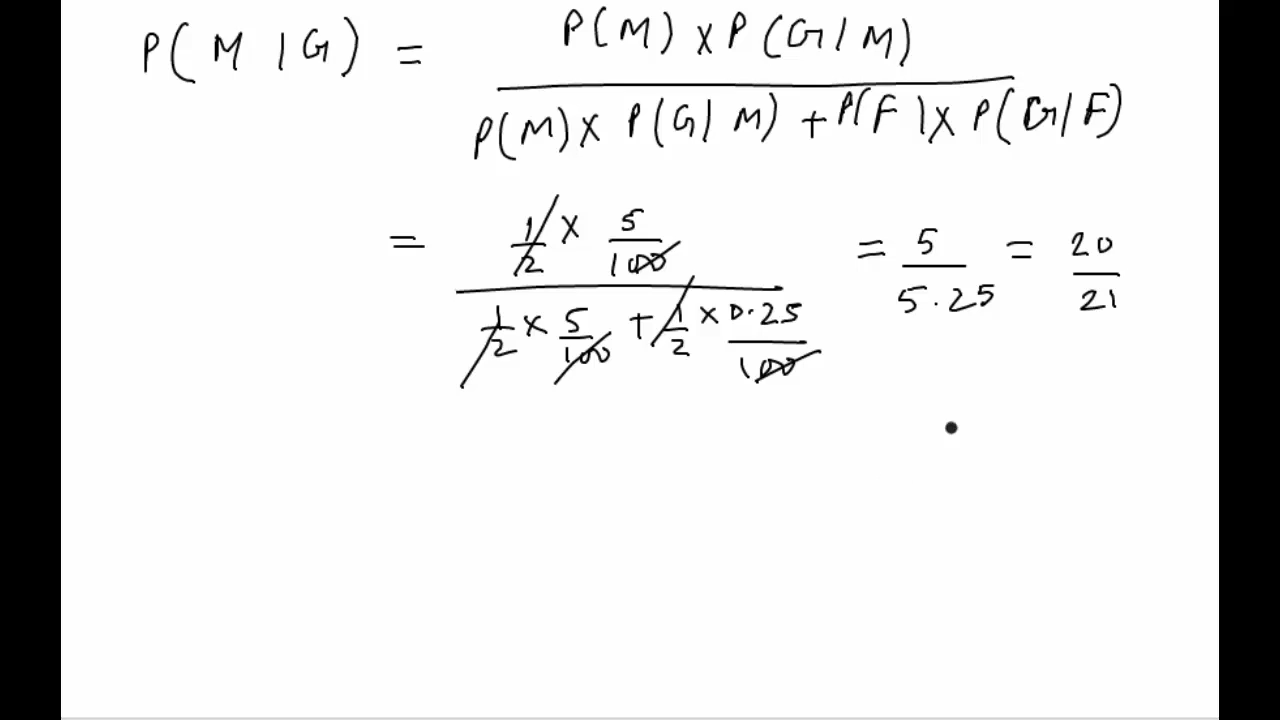 P(M|G) = P(M) x P(G|M)
P(M) x P(G|M) + P(F) x P(G|F)
= 1/2 x 5/100 = 5/5.25 = 20/21
1/2 x 5/100 + 1/2 x 0.25/100